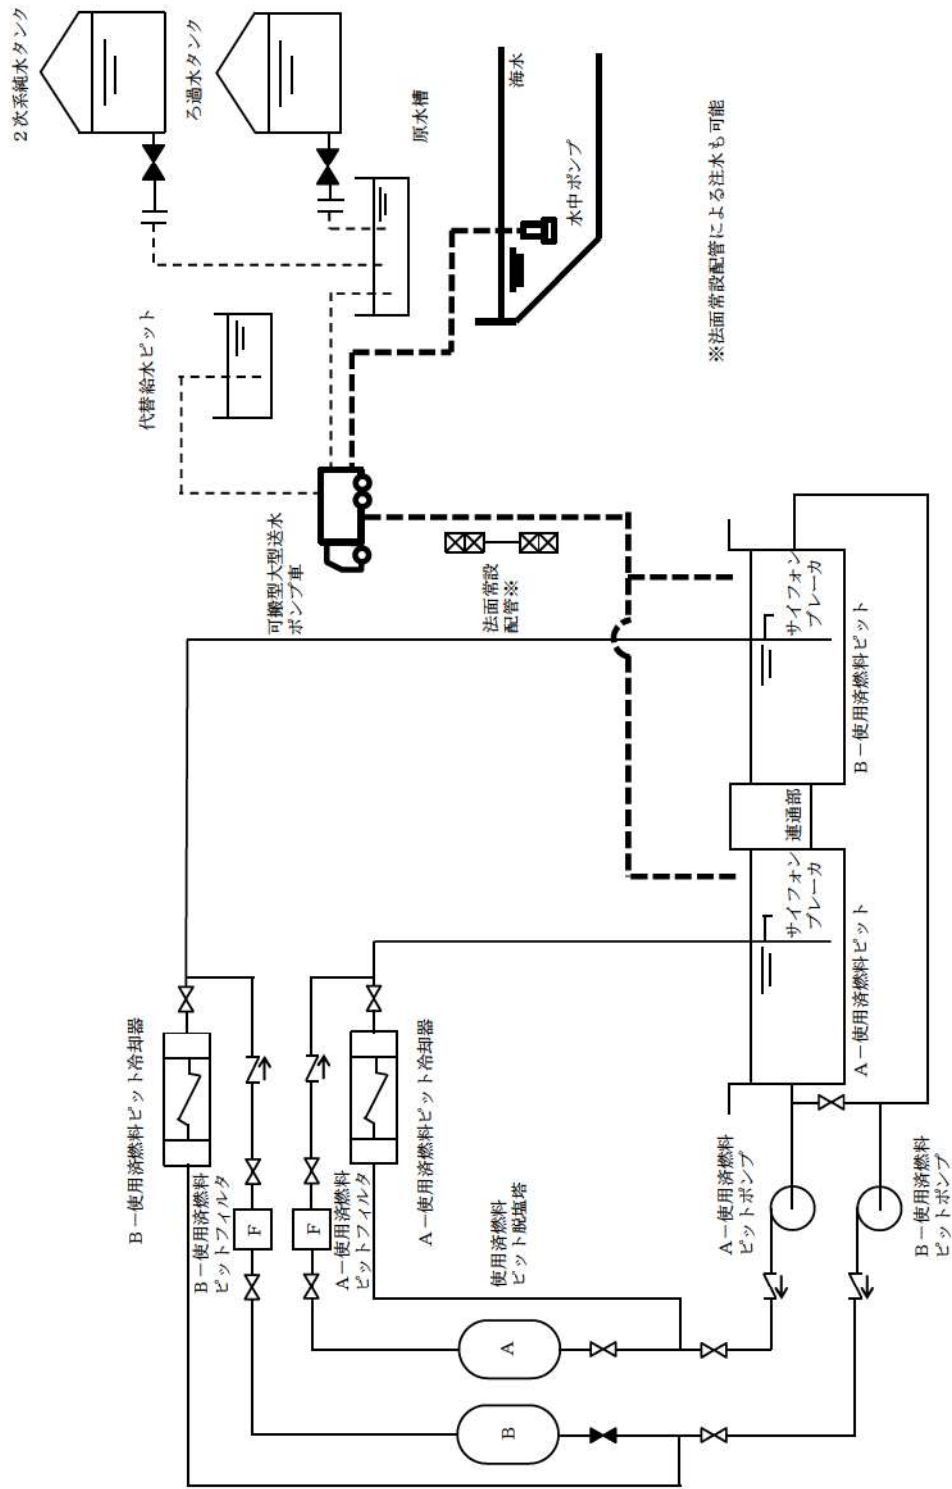 2次系純水タンク
ろ過水タンク
原水槽
代替給水ピット
海水
水中ポンプ
※法面常設配管による注水も可能
可搬型大型送水
ポンプ車
法面常設
配管※
サイフォン
ブレーカ
B－使用済燃料ピット
連通部
サイフォン
ブレーカ
A－使用済燃料ピット
B－使用済燃料ピット冷却器
B－使用済燃料
ピットフィルタ
F
F
A－使用済燃料
ピットフィルタ
A－使用済燃料ピット冷却器
使用済燃料
ピット脱塩塔
A
B
A－使用済燃料
ピットポンプ
B－使用済燃料
ピットポンプ